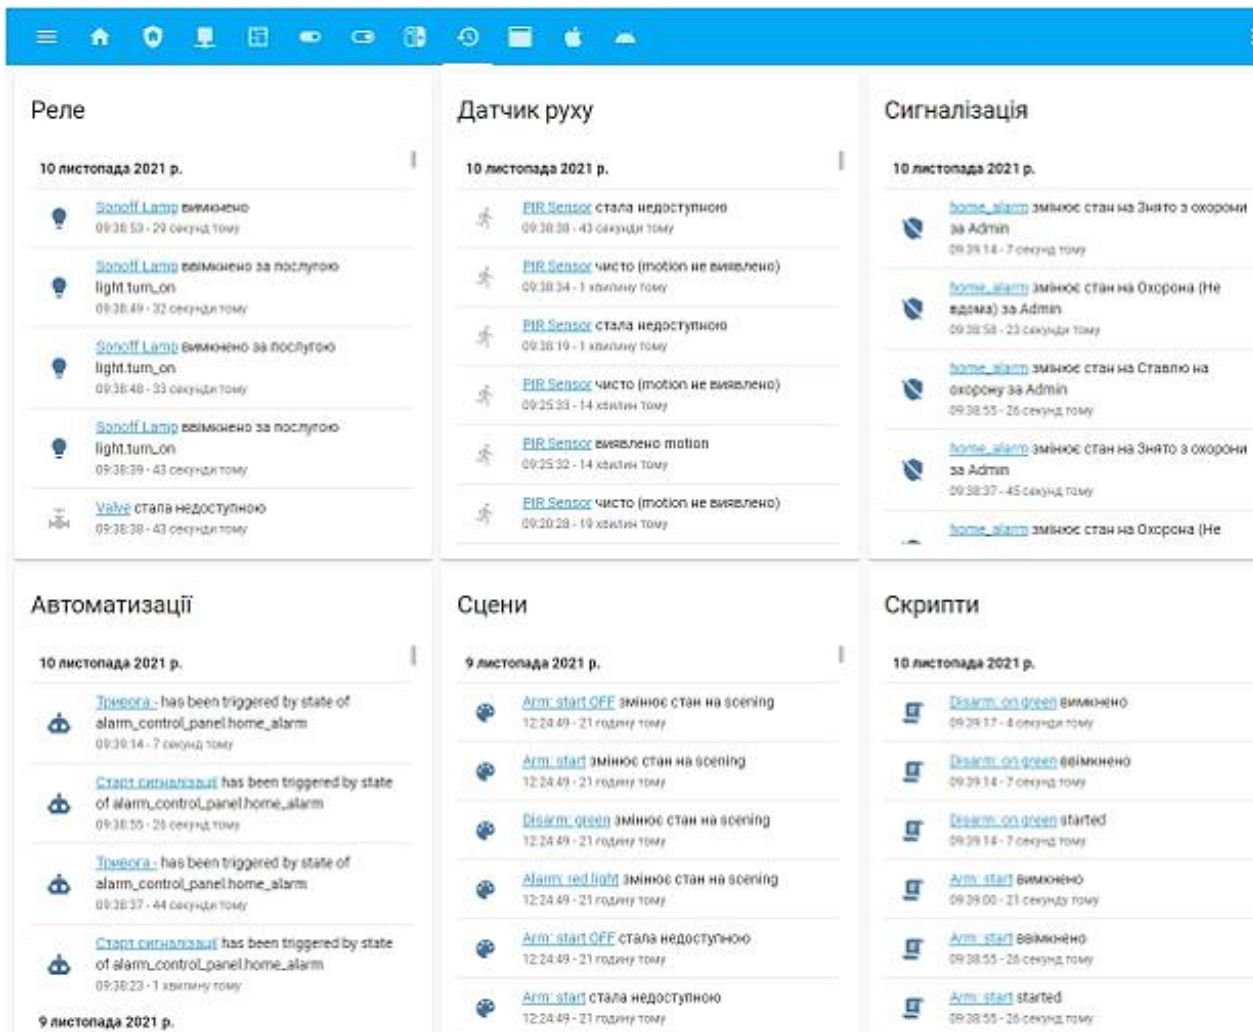 Реле
10 листопада 2021 р.
Sonoff Lamp вимкнено
09:38:53 - 29 секунд тому
Sonoff Lamp ввімкнено за послугою
light.turn_on
09:38:49 - 32 секунди тому
Sonoff Lamp вимкнено за послугою
light.turn_on
09:38:48 - 33 секунди тому
Sonoff Lamp ввімкнено за послугою
light.turn_on
09:38:39 - 43 секунди тому
Valve стала недоступною
09:38:38 - 43 секунди тому
Датчик руху
10 листопада 2021 р.
PIR Sensor стала недоступною
09:38:38 - 43 секунди тому
PIR Sensor чисто (motion не виявлено)
09:38:34 - 1 хвилину тому
PIR Sensor стала недоступною
09:38:19 - 1 хвилину тому
PIR Sensor чисто (motion не виявлено)
09:25:33 - 14 хвилин тому
PIR Sensor виявлено motion
09:25:32 - 14 хвилин тому
PIR Sensor чисто (motion не виявлено)
09:20:28 - 19 хвилин тому
Сигналізація
10 листопада 2021 р.
home_alarm змінює стан на Знято з охорони
за Admin
09:39:14 - 7 секунд тому
home_alarm змінює стан на Охорона (Не
вдома) за Admin
09:38:58 - 23 секунди тому
home_alarm змінює стан на Ставлю на
охорону за Admin
09:38:55 - 26 секунд тому
home_alarm змінює стан на Знято з охорони
за Admin
09:38:37 - 45 секунд тому
home_alarm змінює стан на Охорона (Не
Автоматизації
10 листопада 2021 р.
Тривога - has been triggered by state of
alarm_control_panel.home_alarm
09:39:14 - 7 секунд тому
Старт сигналізації has been triggered by state
of alarm_control_panel.home_alarm
09:38:55 - 26 секунд тому
Тривога - has been triggered by state of
alarm_control_panel.home_alarm
09:38:37 - 44 секунди тому
Старт сигналізації has been triggered by state
of alarm_control_panel.home_alarm
09:38:23 - 1 хвилину тому
9 листопада 2021 р.
Сцени
9 листопада 2021 р.
Arm: start OFF змінює стан на scening
12:24:49 - 21 годину тому
Arm: start змінює стан на scening
12:24:49 - 21 годину тому
Disarm: green змінює стан на scening
12:24:49 - 21 годину тому
Alarm: red light змінює стан на scening
12:24:49 - 21 годину тому
Arm: start OFF стала недоступною
12:24:49 - 21 годину тому
Arm: start стала недоступною
12:24:49 - 21 годину тому
Скрипти
10 листопада 2021 р.
Disarm: on green вимкнено
09:39:17 - 4 секунди тому
Disarm: on green ввімкнено
09:39:14 - 7 секунд тому
Disarm: on green started
09:39:14 - 7 секунд тому
Arm: start вимкнено
09:39:00 - 21 секунду тому
Arm: start ввімкнено
09:38:55 - 26 секунд тому
Arm: start started
09:38:55 - 26 секунд тому